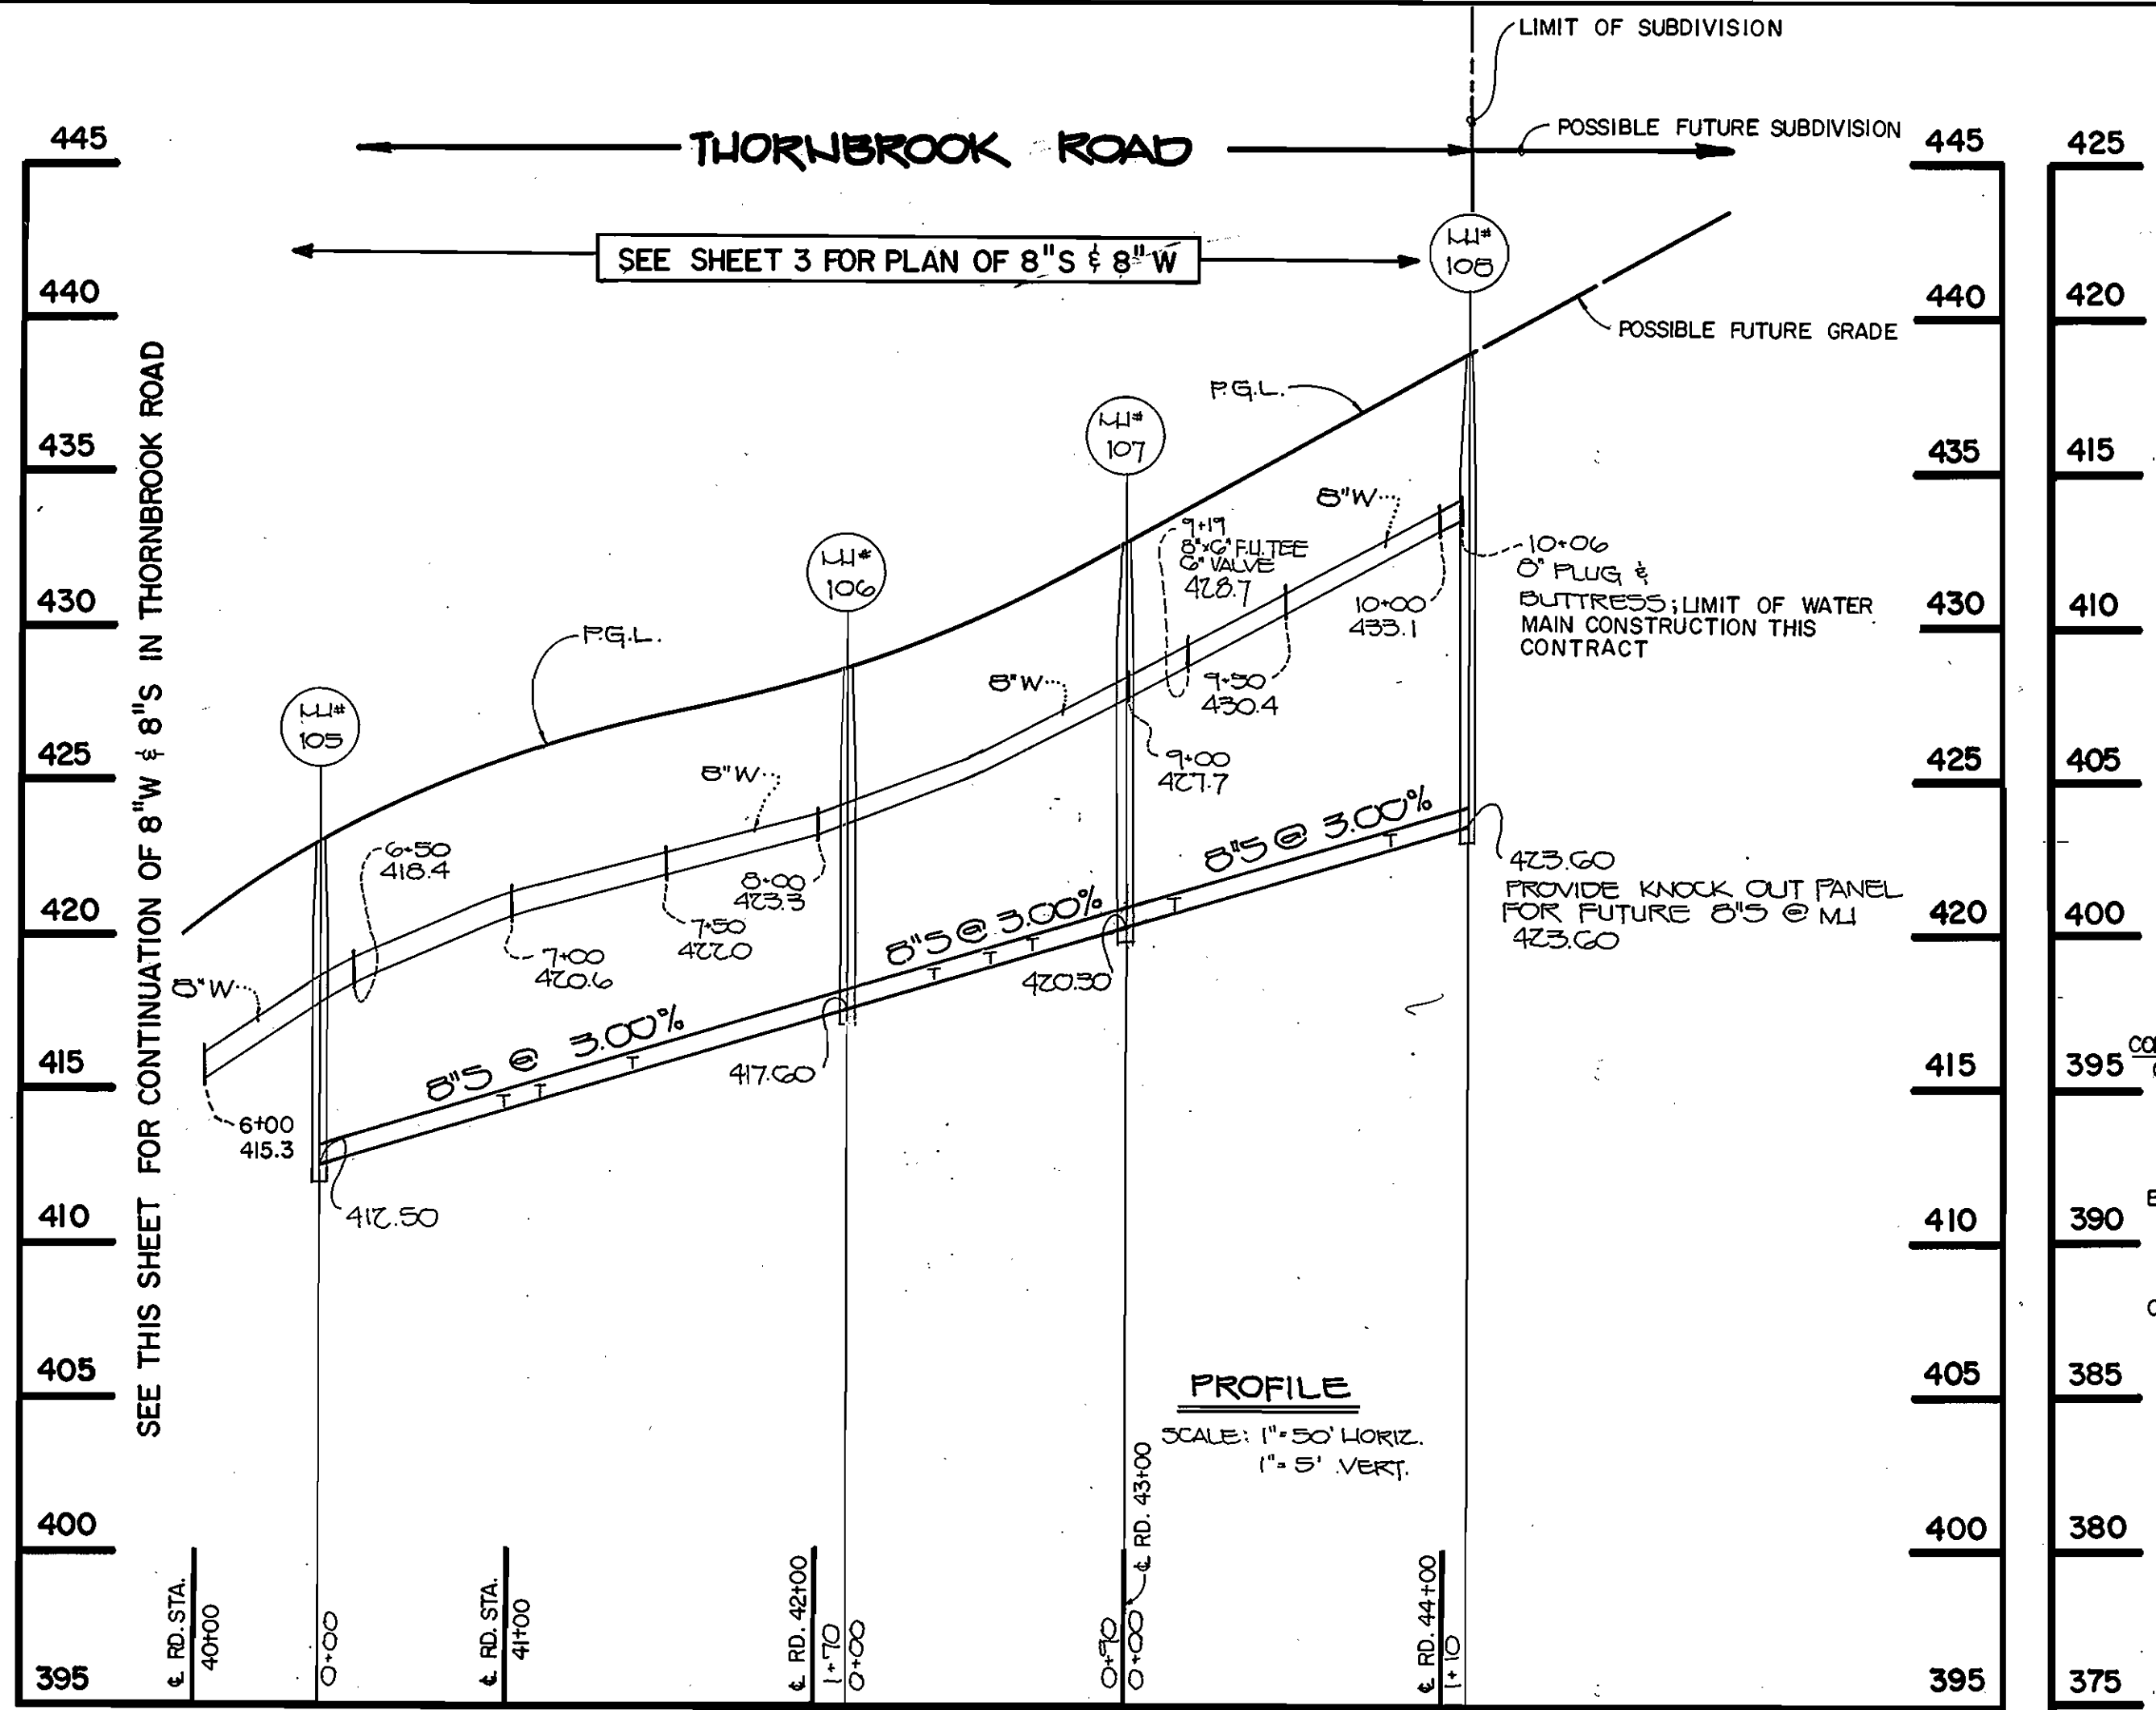 LIMIT OF SUBDIVISION
THORNBROOK ROAD
POSSIBLE FUTURE SUBDIVISION
SEE SHEET 3 FOR PLAN OF 8"S & 8"W
MH#
108
POSSIBLE FUTURE GRADE
P.G.L.
MH#
107
8"W
9+19
8"x6" F.H. TEE
6" VALVE
428.7
10+06
8" PLUG &
BUTTRESS; LIMIT OF WATER
MAIN CONSTRUCTION THIS
CONTRACT
10+00
433.1
MH#
106
P.G.L.
8"W
9+50
430.4
MH#
105
9+00
427.7
8"W
6+50
418.4
8+00
423.3
7+50
422.0
7+00
420.6
8"W
6+00
415.3
8"S @ 3.00%
8"S @ 3.00%
8"S @ 3.00%
T
T
T
T
T
T
T
T
423.60
PROVIDE KNOCK OUT PANEL
FOR FUTURE 8"S @ MH
423.60
420.30
417.60
412.50
SEE THIS SHEET FOR CONTINUATION OF 8"W & 8"S IN THORNBROOK ROAD
PROFILE
SCALE: 1"=50' HORIZ.
1"=5' VERT.
445
440
435
430
425
420
415
410
405
400
395
445
440
435
430
425
420
415
410
405
400
395
425
420
415
410
405
400
395
390
385
380
375
℄ RD. STA.
40+00
0+00
℄ RD. STA.
41+00
℄ RD. 42+00
1+70
0+00
0+90
0+00
℄ RD. 43+00
℄ RD. 44+00
1+10